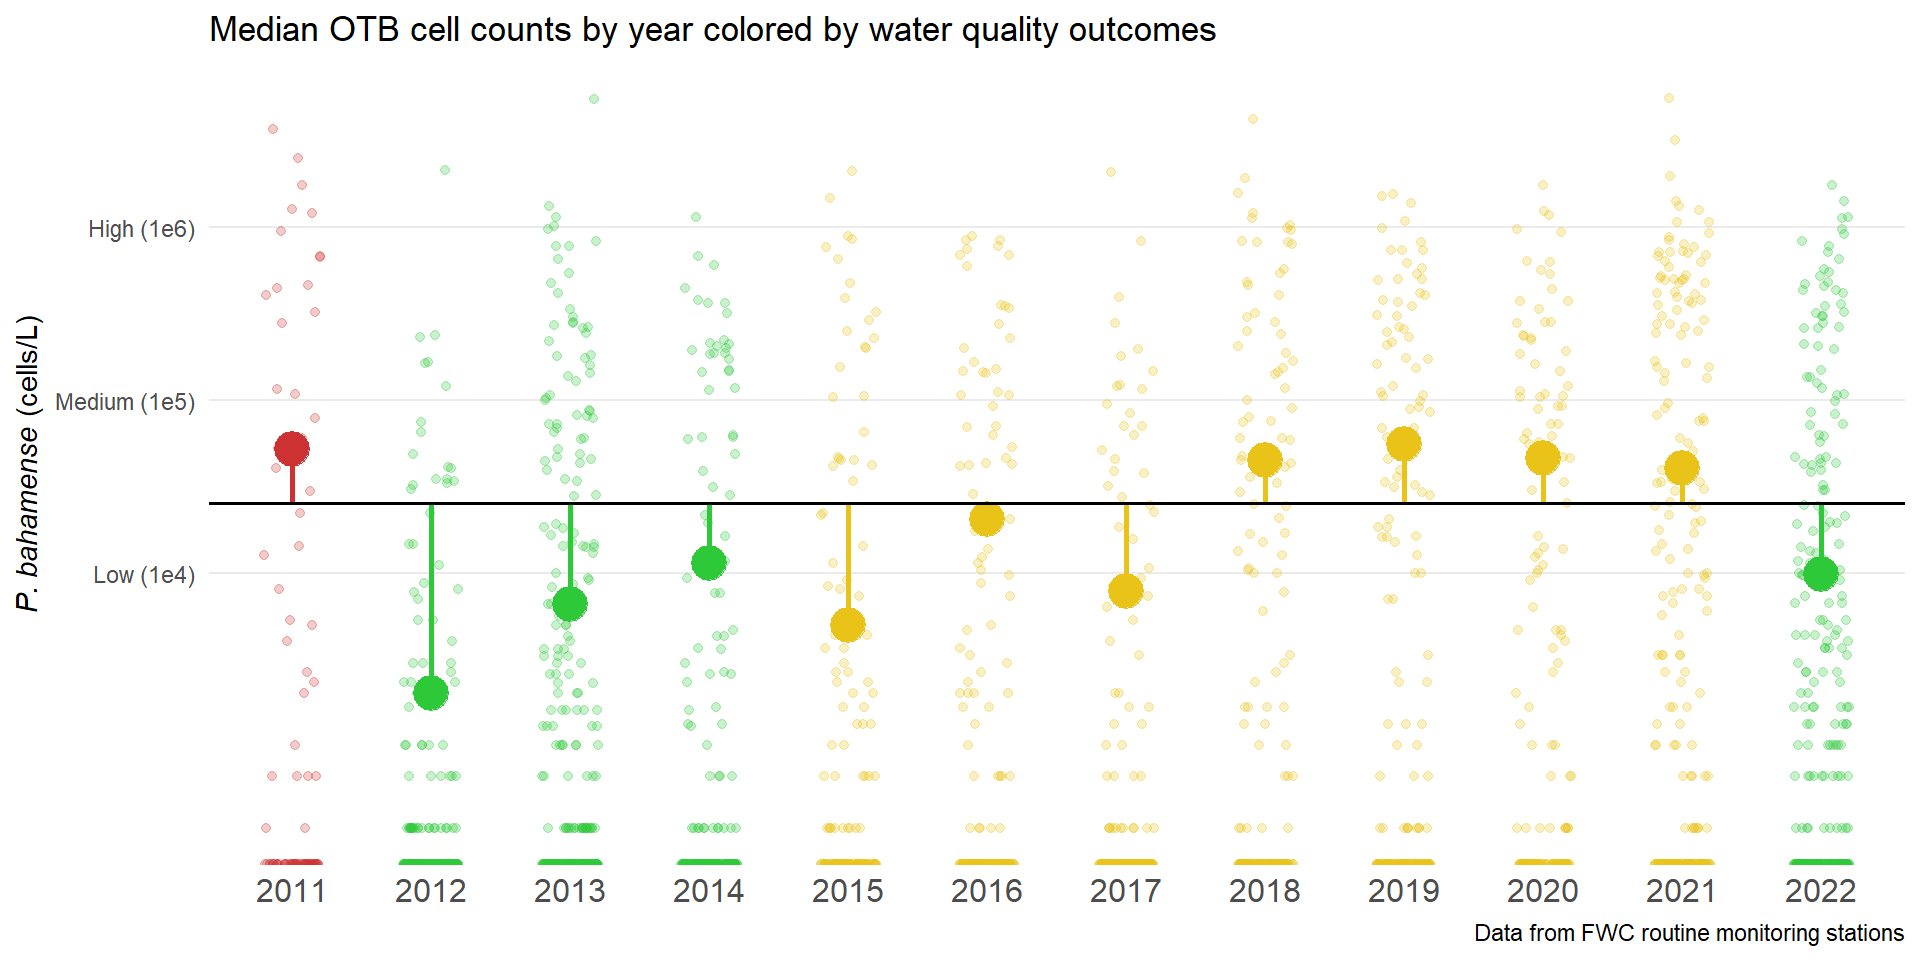 Median OTB cell counts by year colored by water quality outcomes
P. bahamense (cells/L)
High (1e6)
Medium (1e5)
Low (1e4)
2011 2012 2013 2014 2015 2016 2017 2018 2019 2020 2021 2022
Data from FWC routine monitoring stations